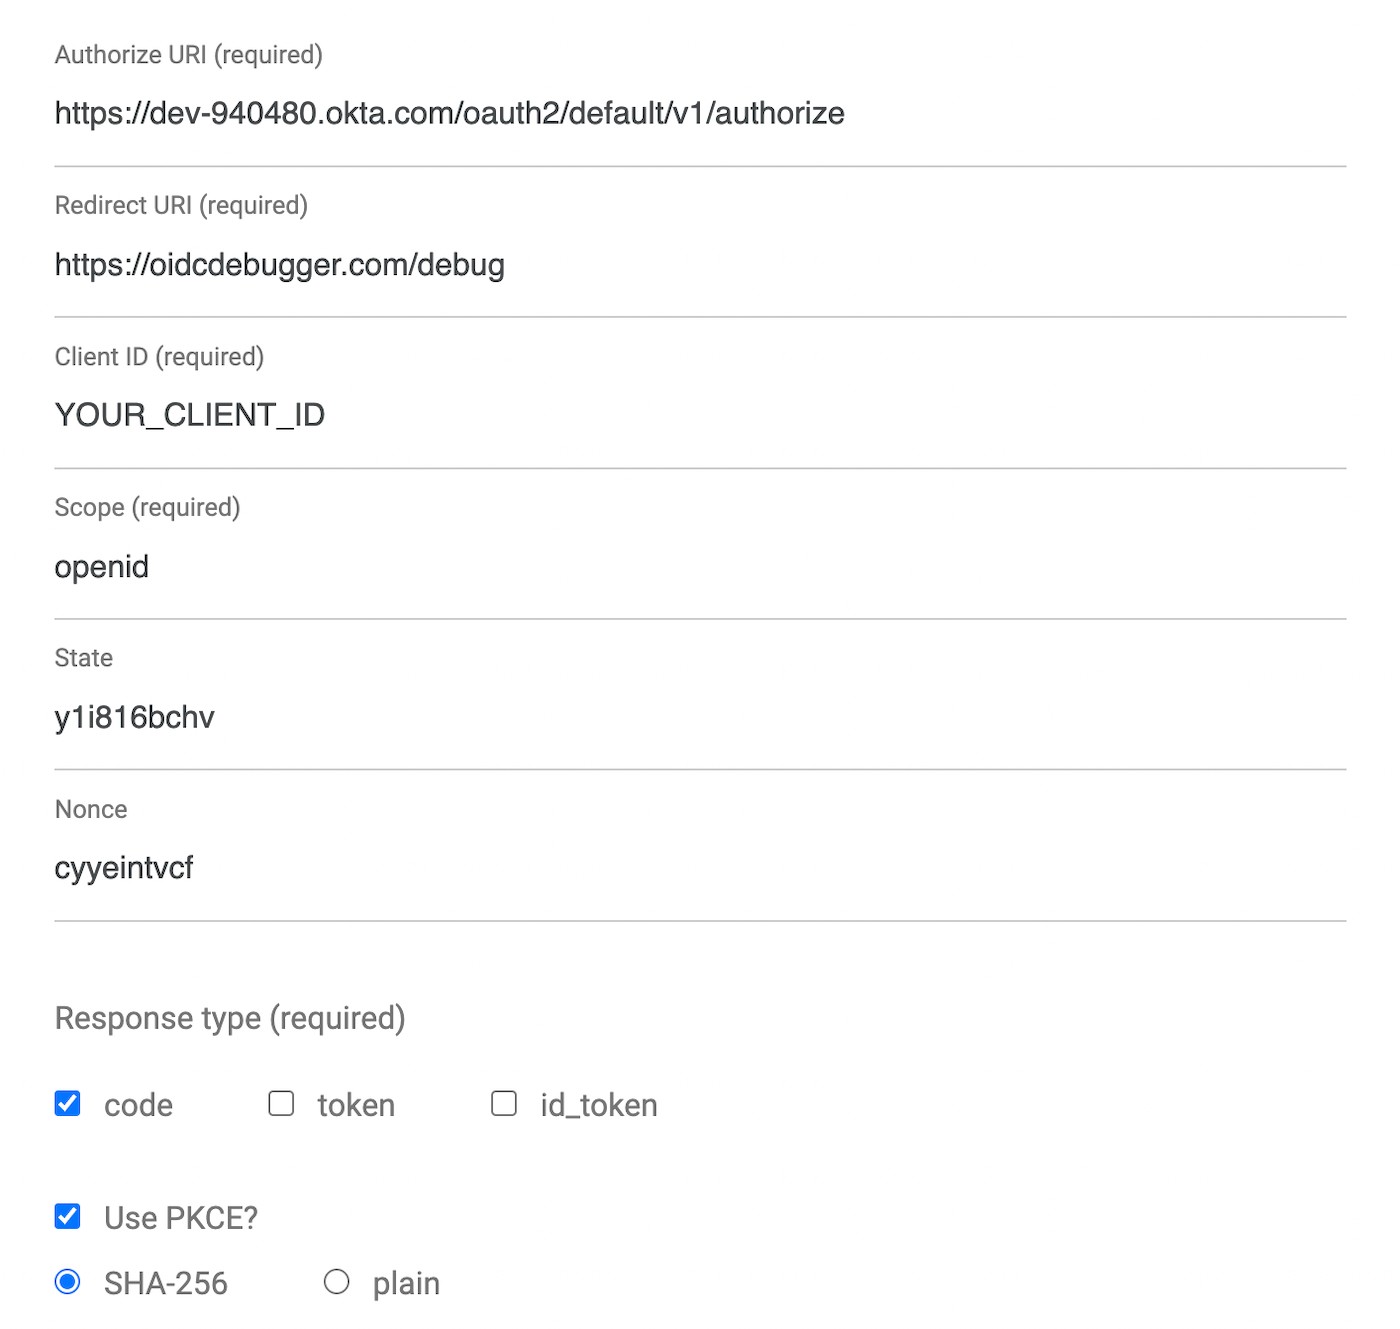 Authorize URI (required)
https://dev-940480.okta.com/oauth2/default/v1/authorize
Redirect URI (required)
https://oidcdebugger.com/debug
Client ID (required)
YOUR_CLIENT_ID
Scope (required)
openid
State
y1i816bchv
Nonce
cyyeintvcf
Response type (required)
code token id_token
Use PKCE?
SHA-256 plain